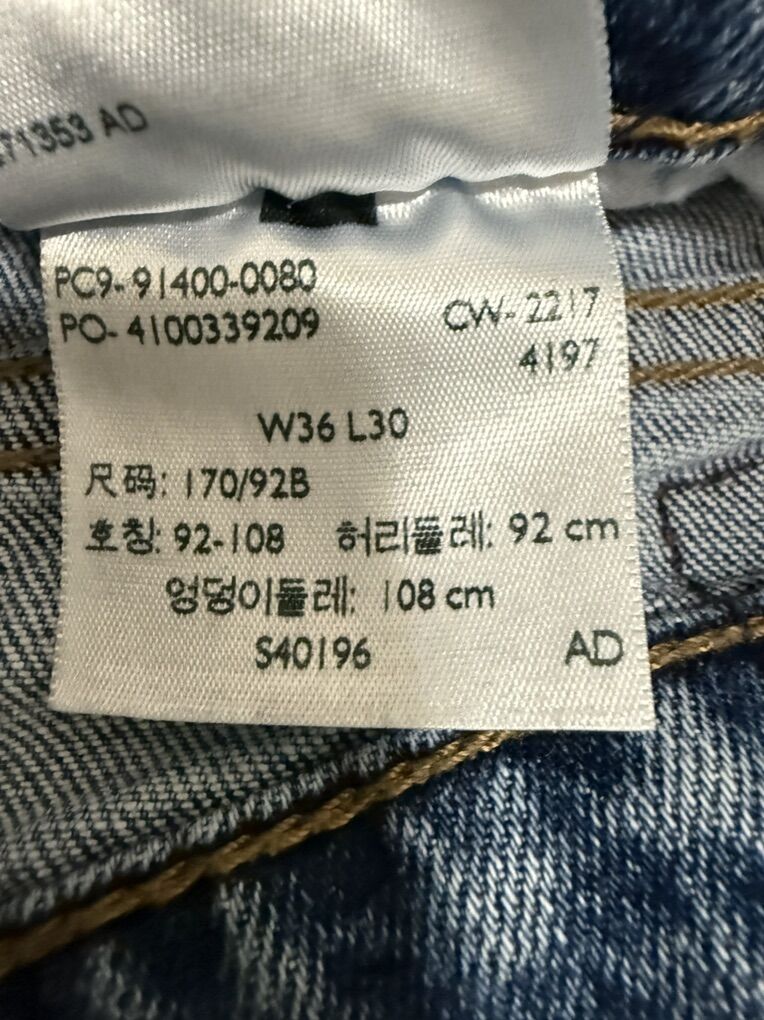 71353 AD
PC9-91400-0080
PO-4100339209
CW-2217
4197
W36 L30
尺码: 170/92B
호칭: 92-108 허리둘레: 92 cm
엉덩이둘레: 108 cm
S40196 AD